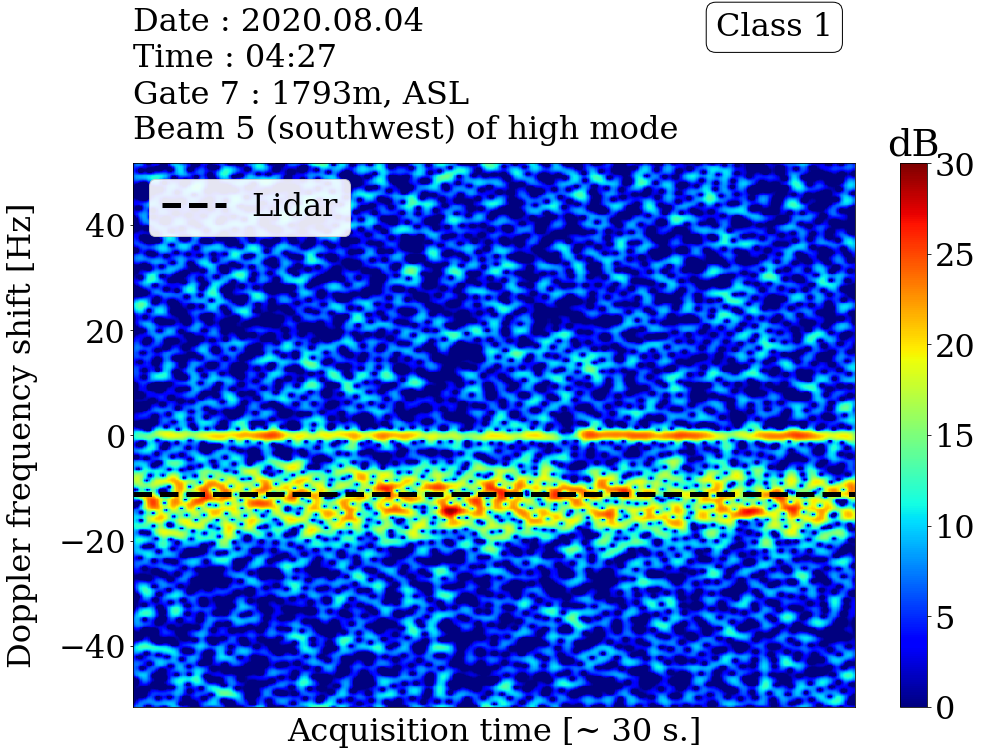 Date : 2020.08.04
Time : 04:27
Gate 7 : 1793m, ASL
Beam 5 (southwest) of high mode
Class 1
dB
Lidar
Doppler frequency shift [Hz]
40
20
0
−20
−40
30
25
20
15
10
5
0
Acquisition time [~ 30 s.]